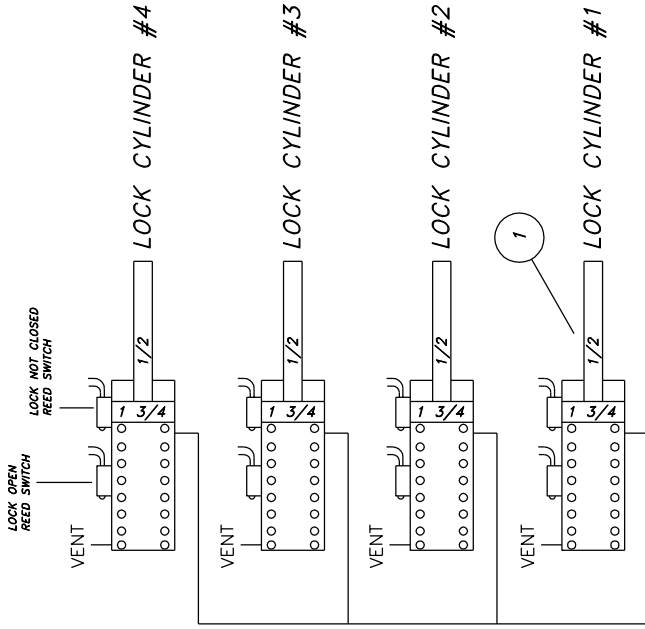 LOCK OPEN
REED SWITCH
LOCK NOT CLOSED
REED SWITCH
VENT
1 3/4
1/2
LOCK CYLINDER #4
VENT
1 3/4
1/2
LOCK CYLINDER #3
VENT
1 3/4
1/2
LOCK CYLINDER #2
1
VENT
1 3/4
1/2
LOCK CYLINDER #1